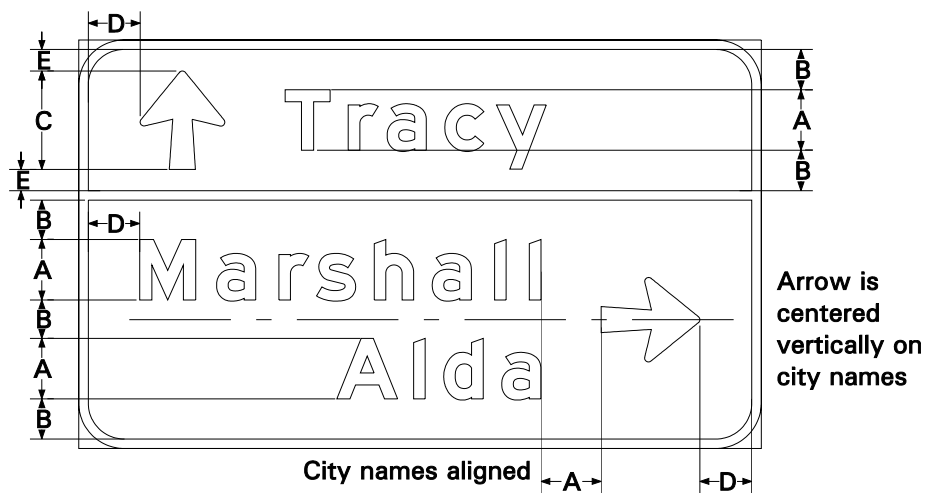 D
E
B
C
Tracy
A
E
B
B
D
A
Marshall
B
A
Alda
B
Arrow is
centered
vertically on
city names
City names aligned
A
D